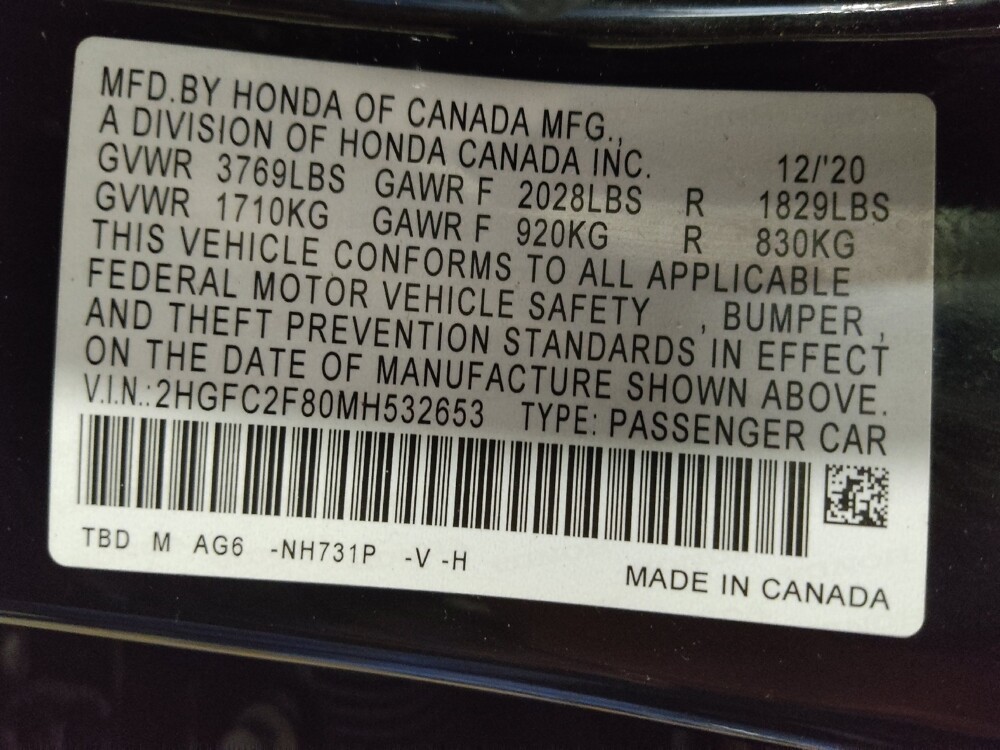 MFD.BY HONDA OF CANADA MFG.,
A DIVISION OF HONDA CANADA INC. 12/'20
GVWR 3769LBS GAWR F 2028LBS R 1829LBS
GVWR 1710KG GAWR F 920KG R 830KG
THIS VEHICLE CONFORMS TO ALL APPLICABLE
FEDERAL MOTOR VEHICLE SAFETY , BUMPER ,
AND THEFT PREVENTION STANDARDS IN EFFECT
ON THE DATE OF MANUFACTURE SHOWN ABOVE.
V.I.N.:2HGFC2F80MH532653 TYPE: PASSENGER CAR
TBD M AG6 -NH731P -V -H
MADE IN CANADA